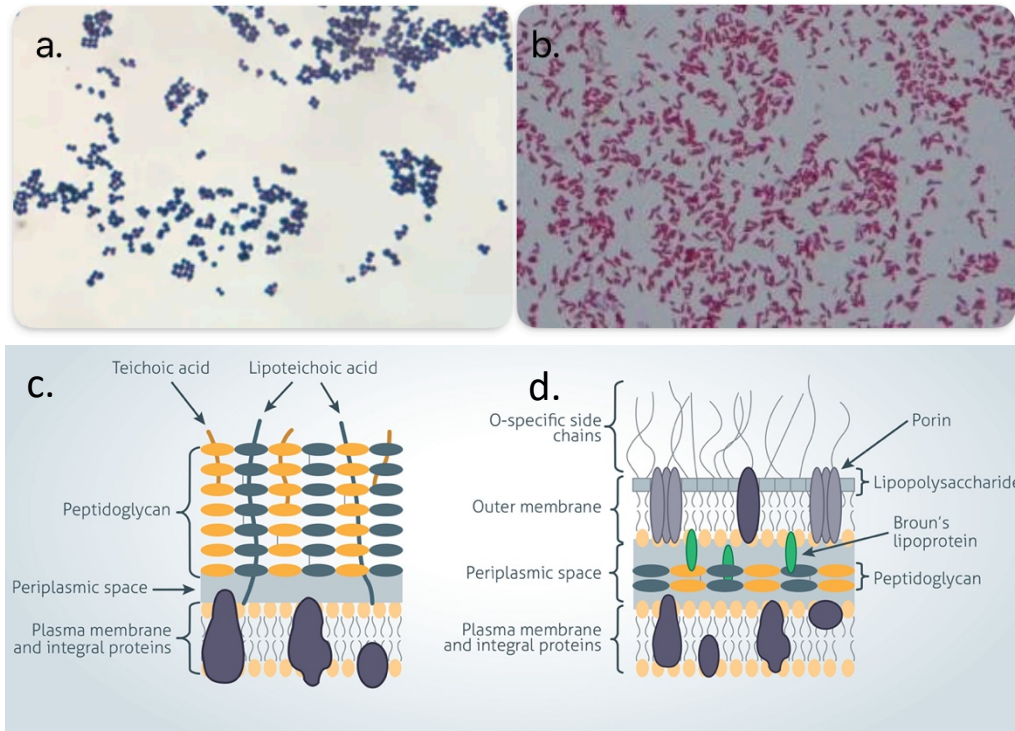 a.
b.
c.
Teichoic acid
Lipoteichoic acid
Peptidoglycan
Periplasmic space
Plasma membrane
and integral proteins
d.
O-specific side
chains
Porin
Lipopolysaccharide
Outer membrane
Broun's
lipoprotein
Periplasmic space
Peptidoglycan
Plasma membrane
and integral proteins